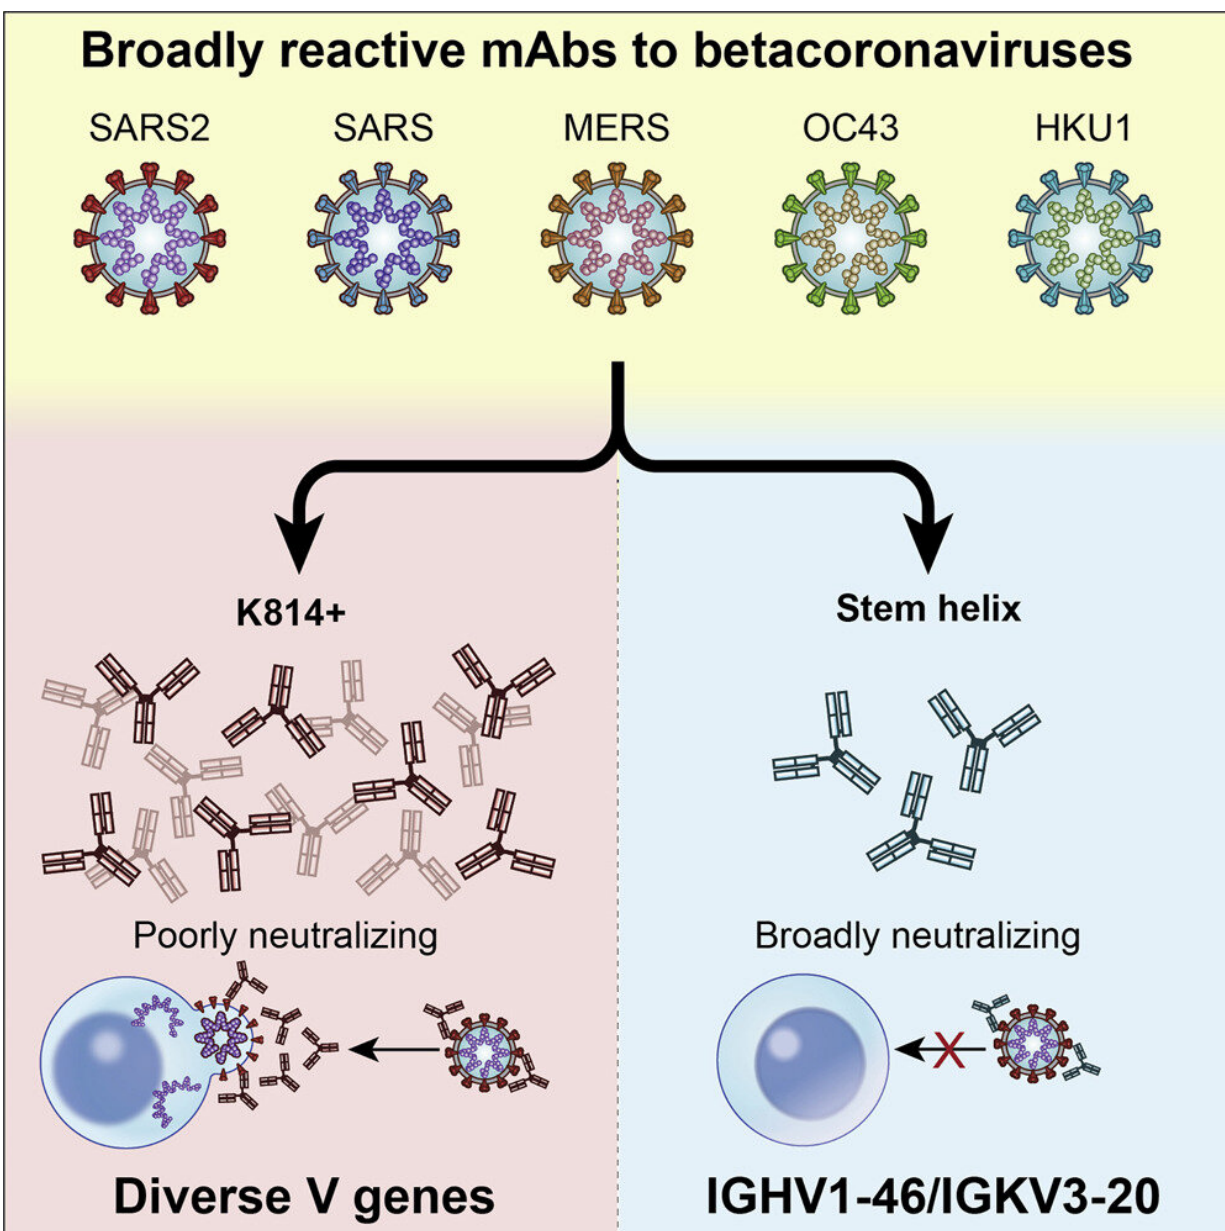 Broadly reactive mAbs to betacoronaviruses
SARS2 SARS MERS OC43 HKU1
K814+
Stem helix
Poorly neutralizing
Broadly neutralizing
Diverse V genes
IGHV1-46/IGKV3-20